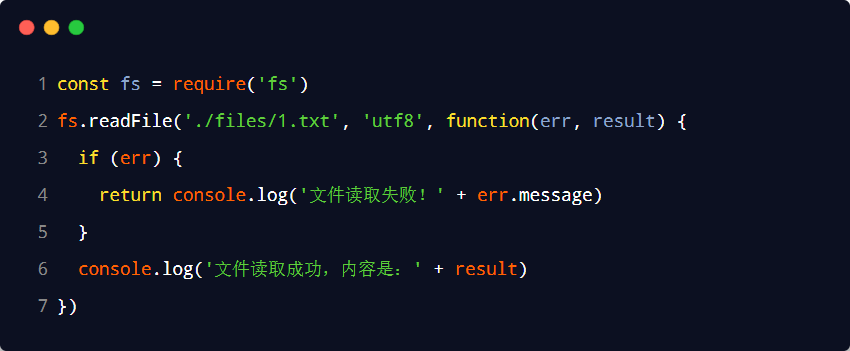 1 const fs = require('fs')
2 fs.readFile('./files/1.txt', 'utf8', function(err, result) {
3   if (err) {
4     return console.log('文件读取失败！' + err.message)
5   }
6   console.log('文件读取成功，内容是：' + result)
7 })